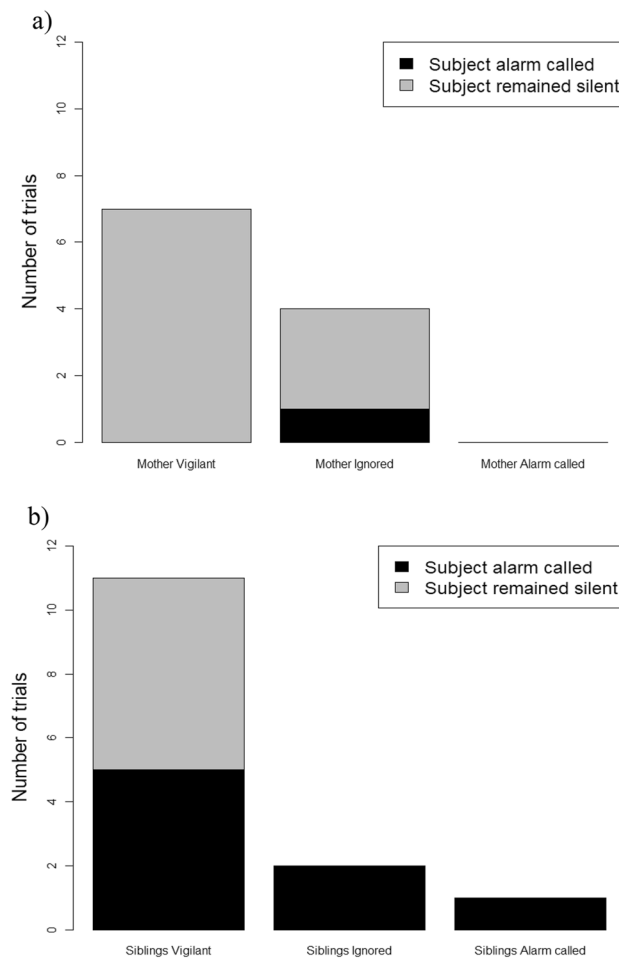 a)
Number of trials
12
10
8
6
4
2
0
Subject alarm called
Subject remained silent
Mother Vigilant Mother Ignored Mother Alarm called
b)
Number of trials
12
10
8
6
4
2
0
Subject alarm called
Subject remained silent
Siblings Vigilant Siblings Ignored Siblings Alarm called